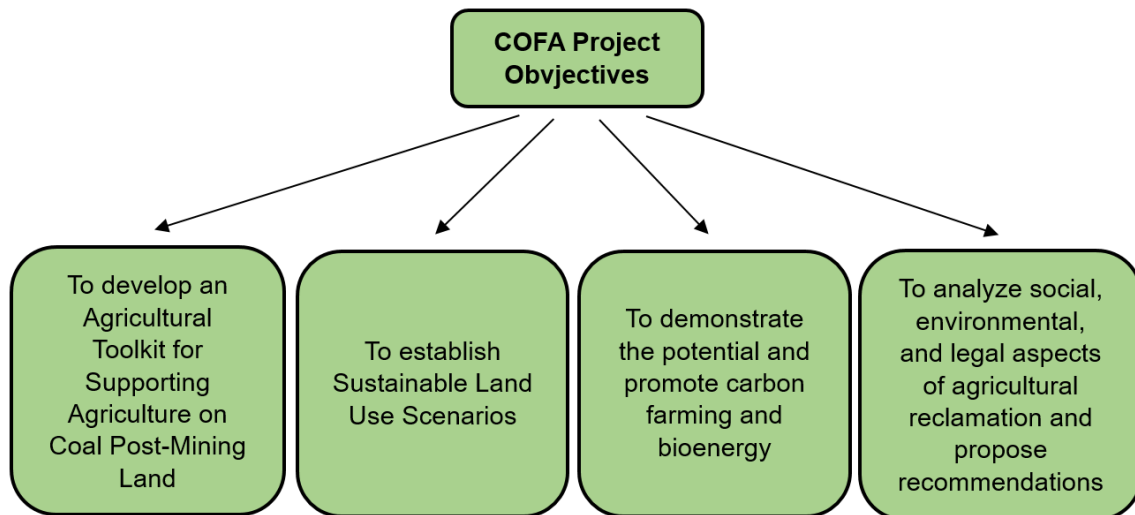 COFA Project
Obvjectives
To develop an
Agricultural
Toolkit for
Supporting
Agriculture on
Coal Post-Mining
Land
To establish
Sustainable Land
Use Scenarios
To demonstrate
the potential and
promote carbon
farming and
bioenergy
To analyze social,
environmental,
and legal aspects
of agricultural
reclamation and
propose
recommendations